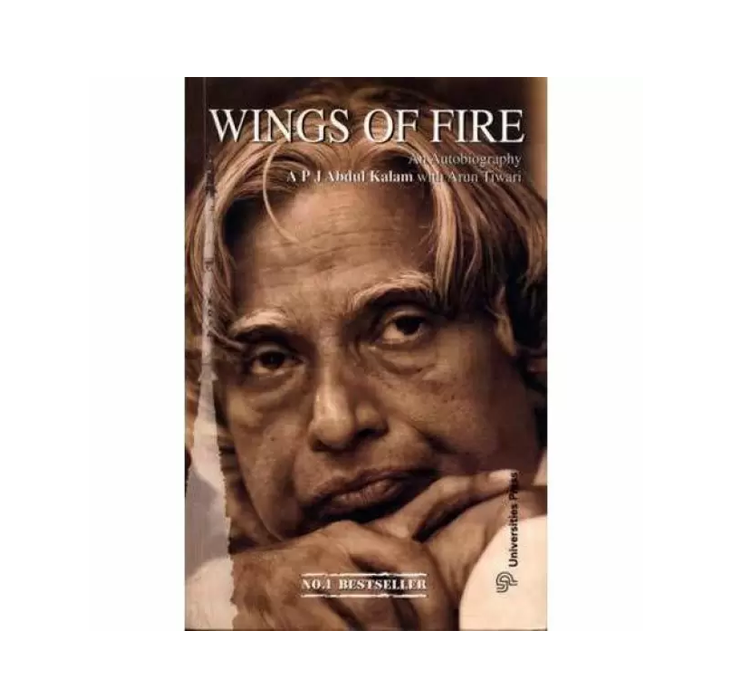 WINGS OF FIRE
An Autobiography
A P J Abdul Kalam with Arun Tiwari
Universities Press
NO.1 BESTSELLER